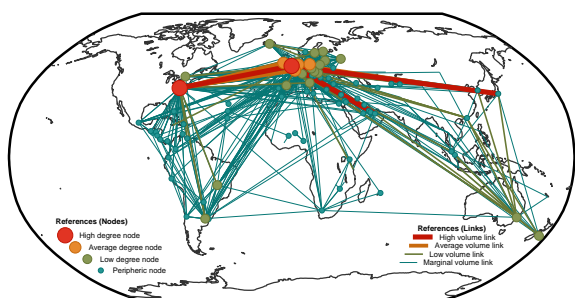 References (Nodes)
High degree node
Average degree node
Low degree node
Peripheric node
References (Links)
High volume link
Average volume link
Low volume link
Marginal volume link